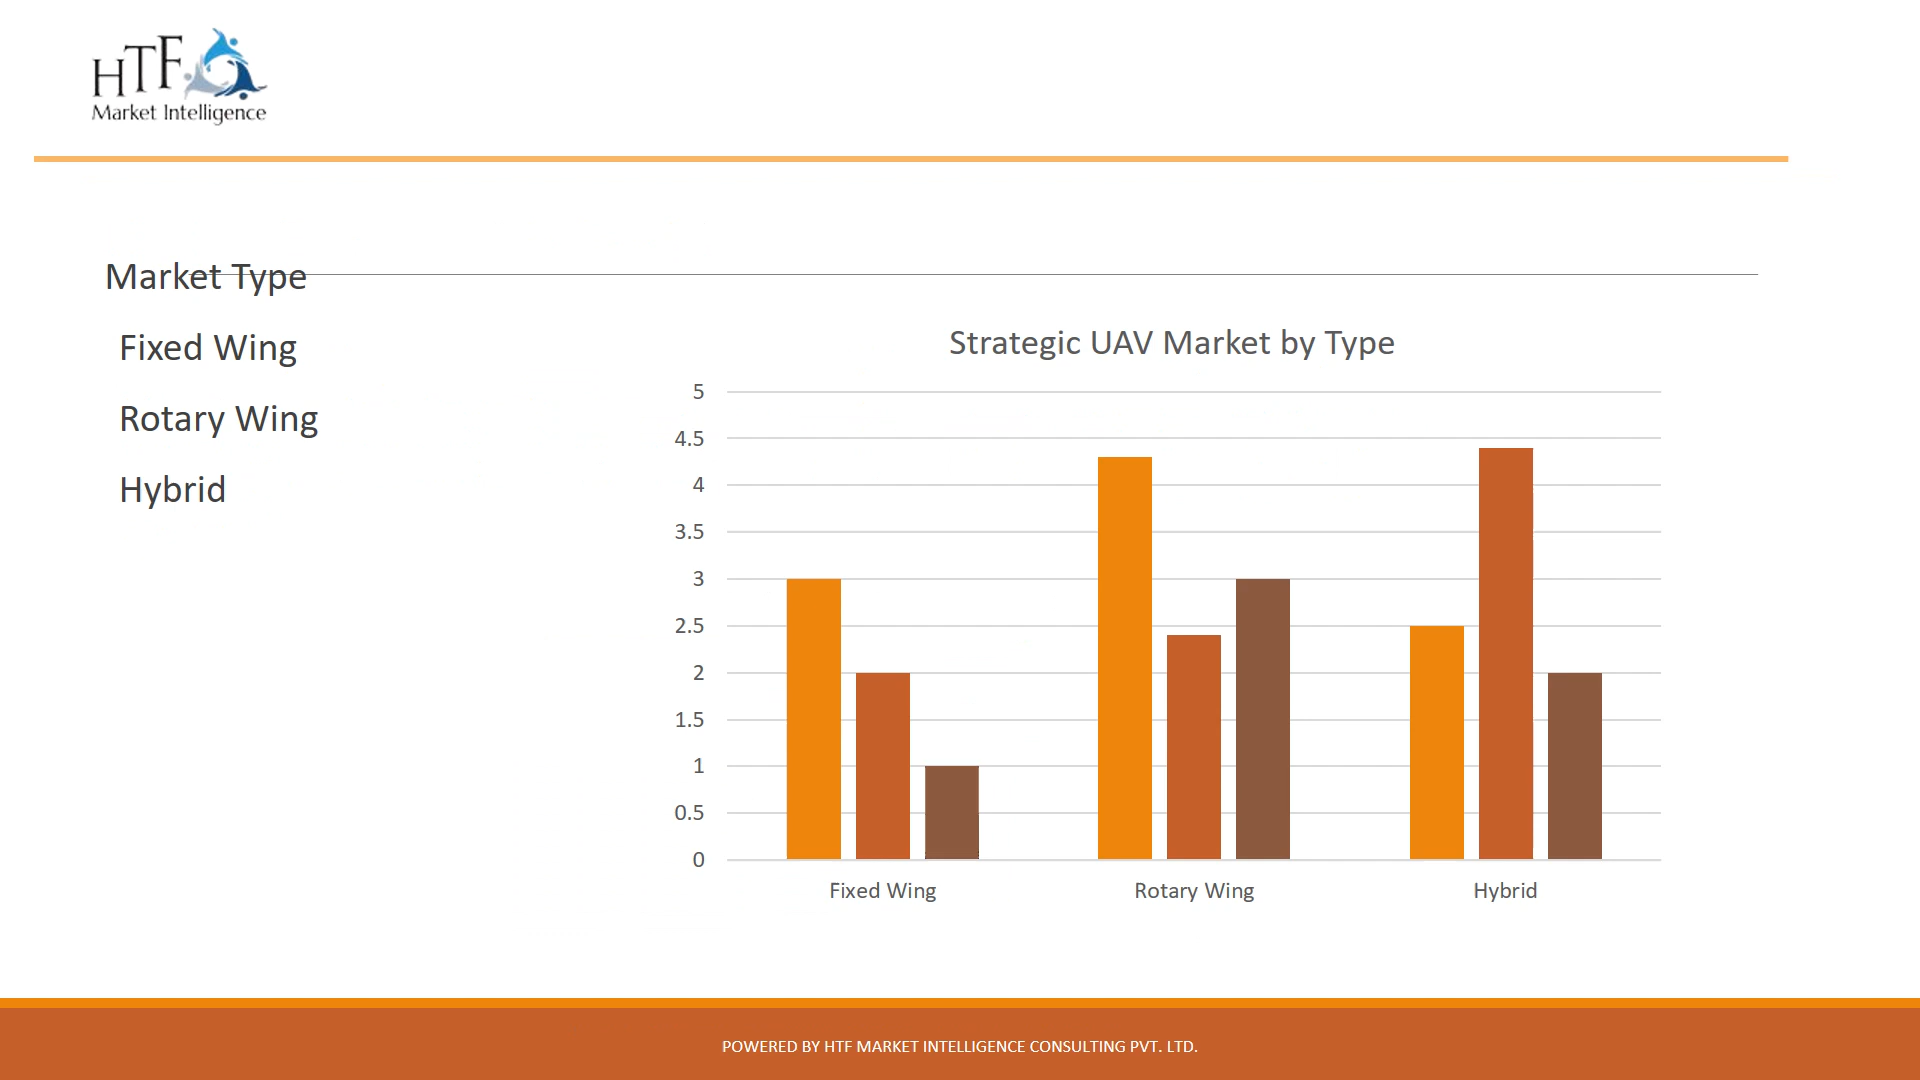 HTF
Market Intelligence
Market Type
Fixed Wing
Rotary Wing
Hybrid
Strategic UAV Market by Type
5
4.5
4
3.5
3
2.5
2
1.5
1
0.5
0
Fixed Wing Rotary Wing Hybrid
POWERED BY HTF MARKET INTELLIGENCE CONSULTING PVT. LTD.